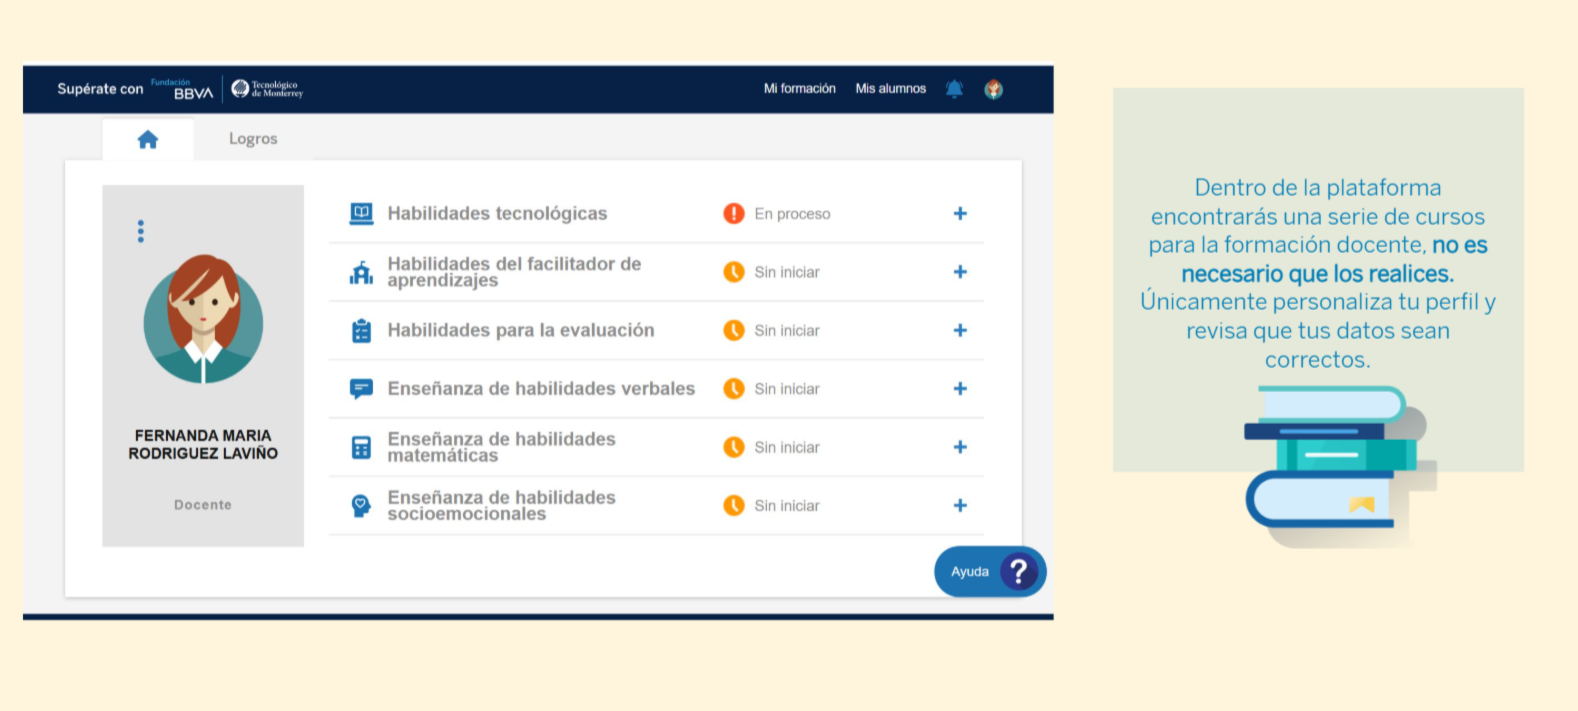 Supérate con Fundación BBVA Tecnológico de Monterrey
Mi formación Mis alumnos
Logros
FERNANDA MARIA
RODRIGUEZ LAVIÑO
Docente
Habilidades tecnológicas En proceso +
Habilidades del facilitador de
aprendizajes Sin iniciar +
Habilidades para la evaluación Sin iniciar +
Enseñanza de habilidades verbales Sin iniciar +
Enseñanza de habilidades
matemáticas Sin iniciar +
Enseñanza de habilidades
socioemocionales Sin iniciar +
Ayuda ?
Dentro de la plataforma
encontrarás una serie de cursos
para la formación docente, no es
necesario que los realices.
Únicamente personaliza tu perfil y
revisa que tus datos sean
correctos.